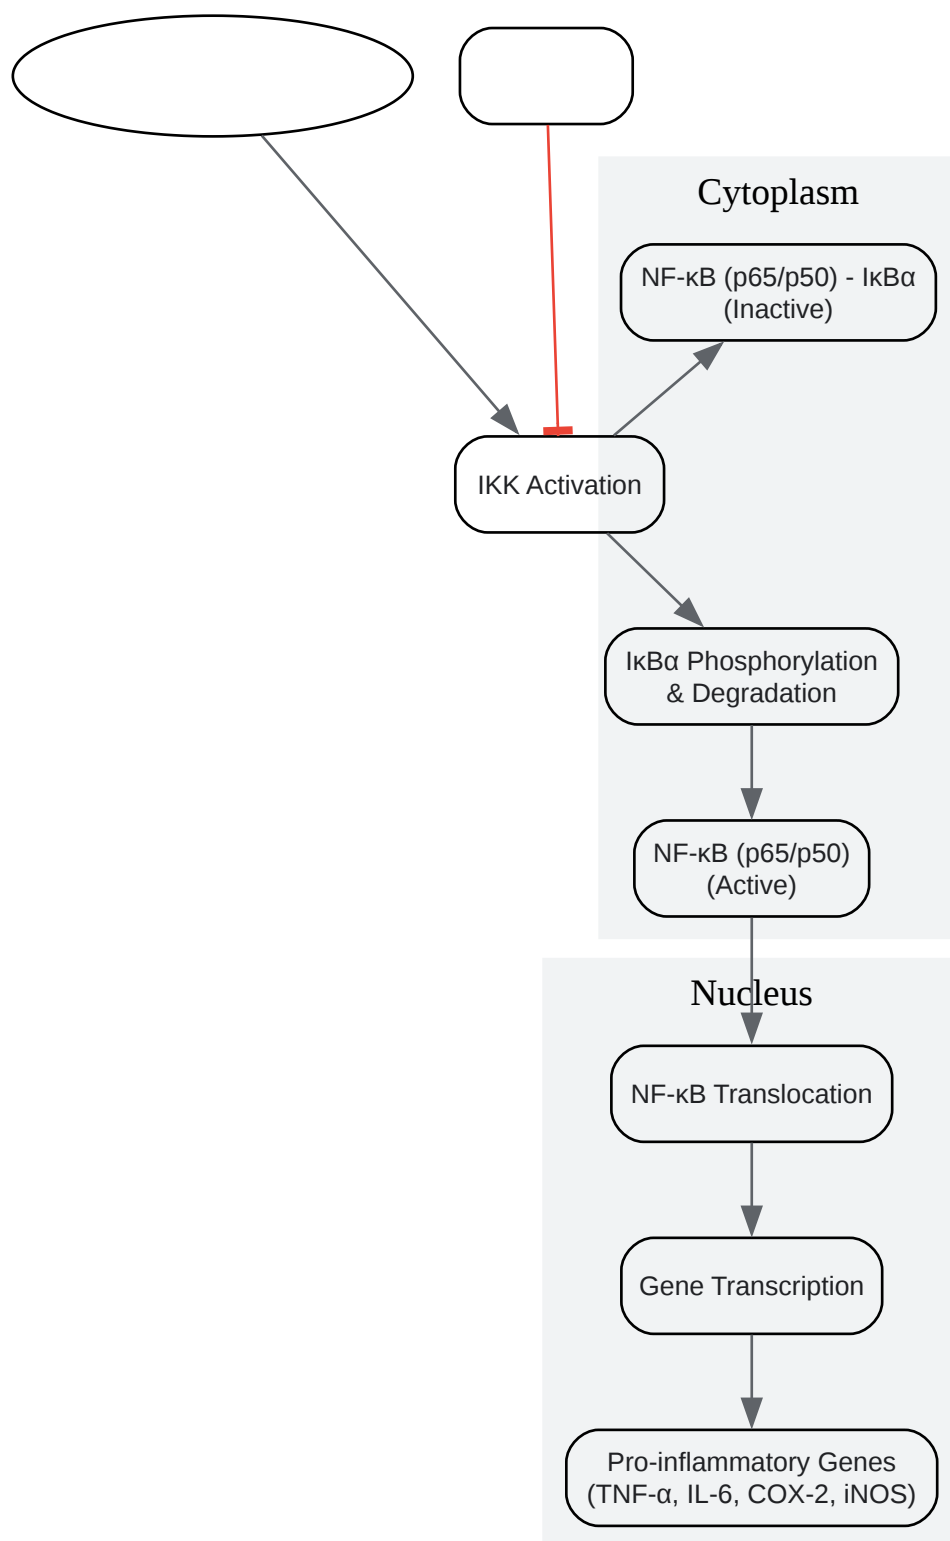 Cytoplasm
NF-κB (p65/p50) - IκBα
(Inactive)
IKK Activation
IκBα Phosphorylation
& Degradation
NF-κB (p65/p50)
(Active)
Nucleus
NF-κB Translocation
Gene Transcription
Pro-inflammatory Genes
(TNF-α, IL-6, COX-2, iNOS)